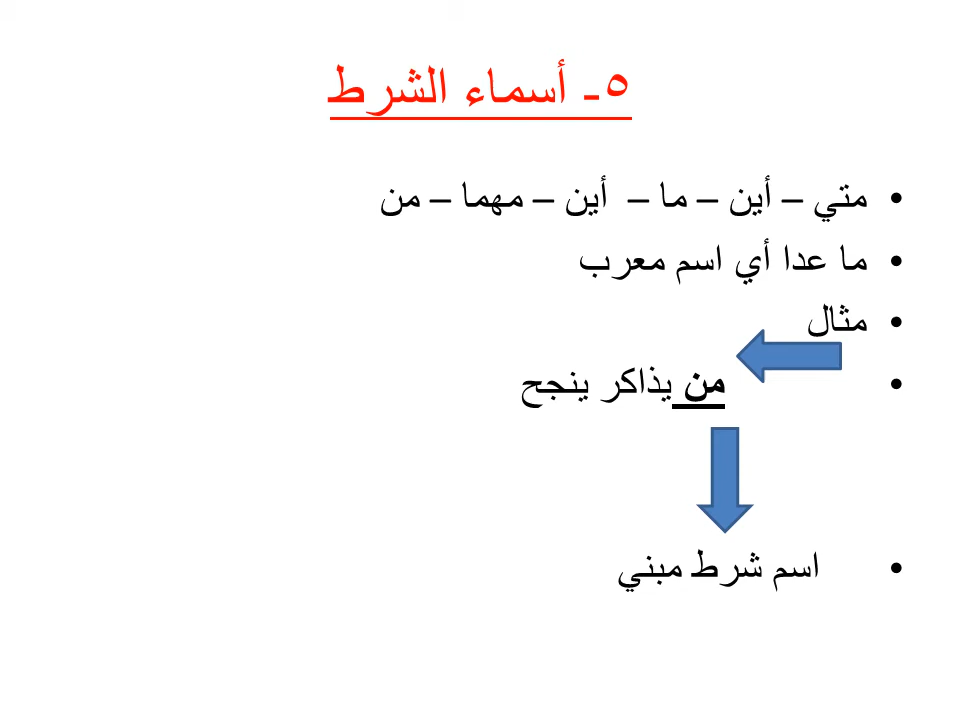 ٥- أسماء الشرط
• متي – أين – ما – أين – مهما – من
• ما عدا أي اسم معرب
• مثال
• من يذاكر ينجح
• اسم شرط مبني